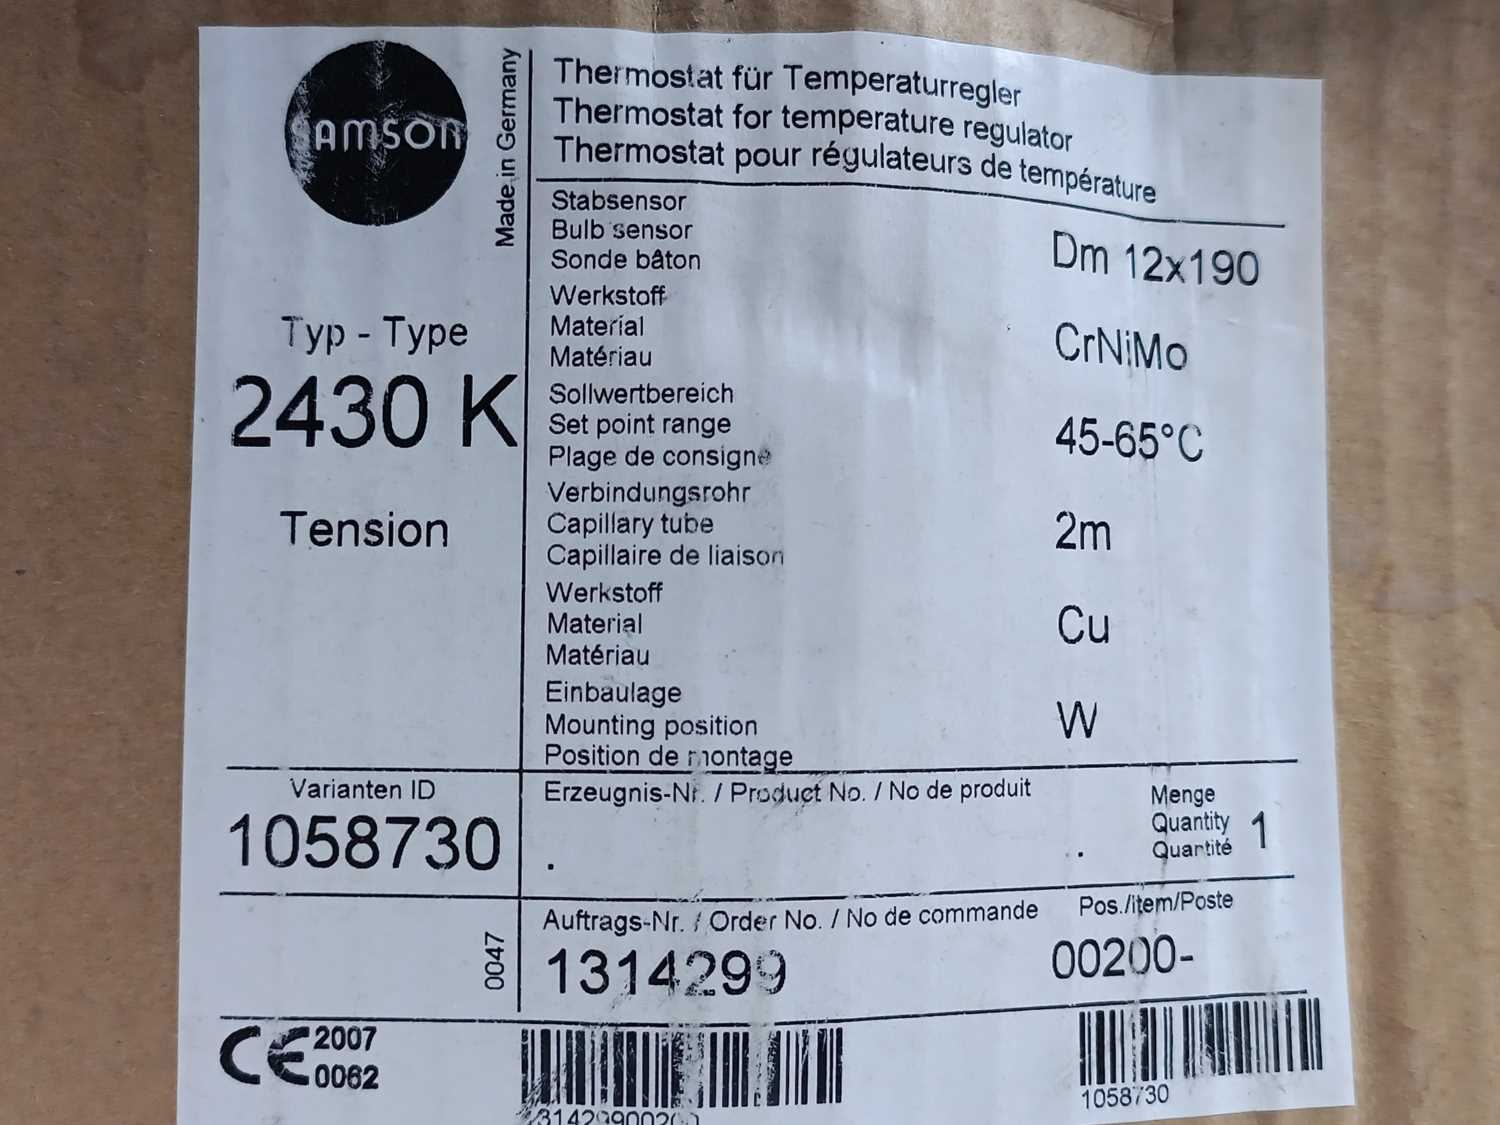 SAMSON
Made in Germany
Thermostat für Temperaturregler
Thermostat for temperature regulator
Thermostat pour régulateurs de température
Typ - Type
2430 K
Tension
Stabsensor
Bulb sensor
Sonde bâton
Dm 12x190
Werkstoff
Material
Matériau
CrNiMo
Sollwertbereich
Set point range
Plage de consigne
45-65°C
Verbindungsrohr
Capillary tube
Capillaire de liaison
2m
Werkstoff
Material
Matériau
Cu
Einbaulage
Mounting position
Position de montage
W
Varianten ID
1058730
Erzeugnis-Nr. / Product No. / No de produit
. .
Menge
Quantity
Quantité
1
0047
Auftrags-Nr. / Order No. / No de commande
1314299
Pos./item/Poste
00200-
CE 2007
0062
1058730